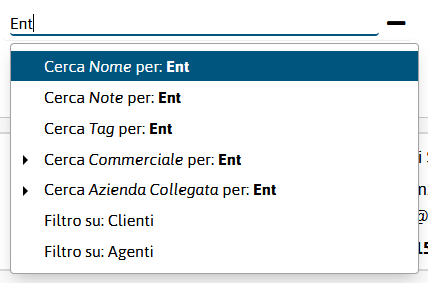 Ent
Cerca Nome per: Ent
Cerca Note per: Ent
Cerca Tag per: Ent
Cerca Commerciale per: Ent
Cerca Azienda Collegata per: Ent
Filtro su: Clienti
Filtro su: Agenti